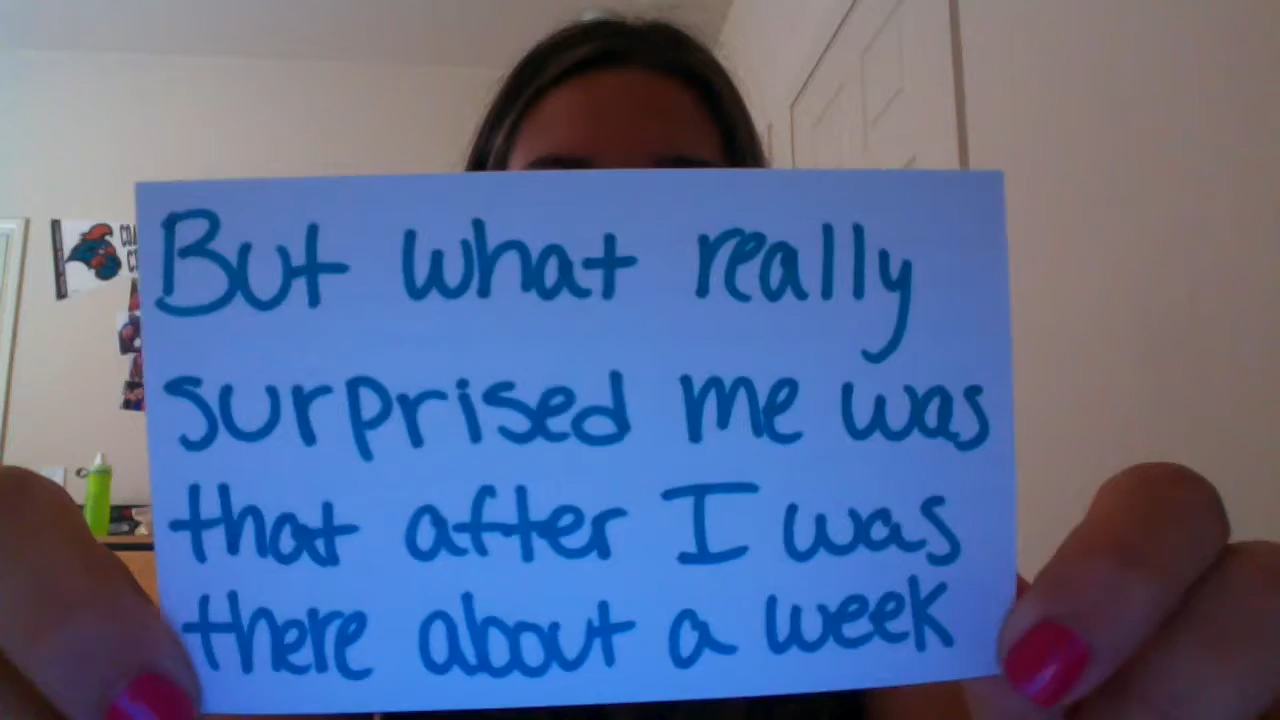 But what really
surprised me was
that after I was
there about a week